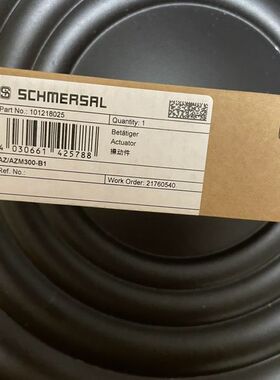 SCHMERSAL
Part No.: 101218025
Quantity: 1
Betätiger
Actuator
操动件
4 030661 425788
AZ/AZM300-B1
Ref. No.:
Work Order: 21760540